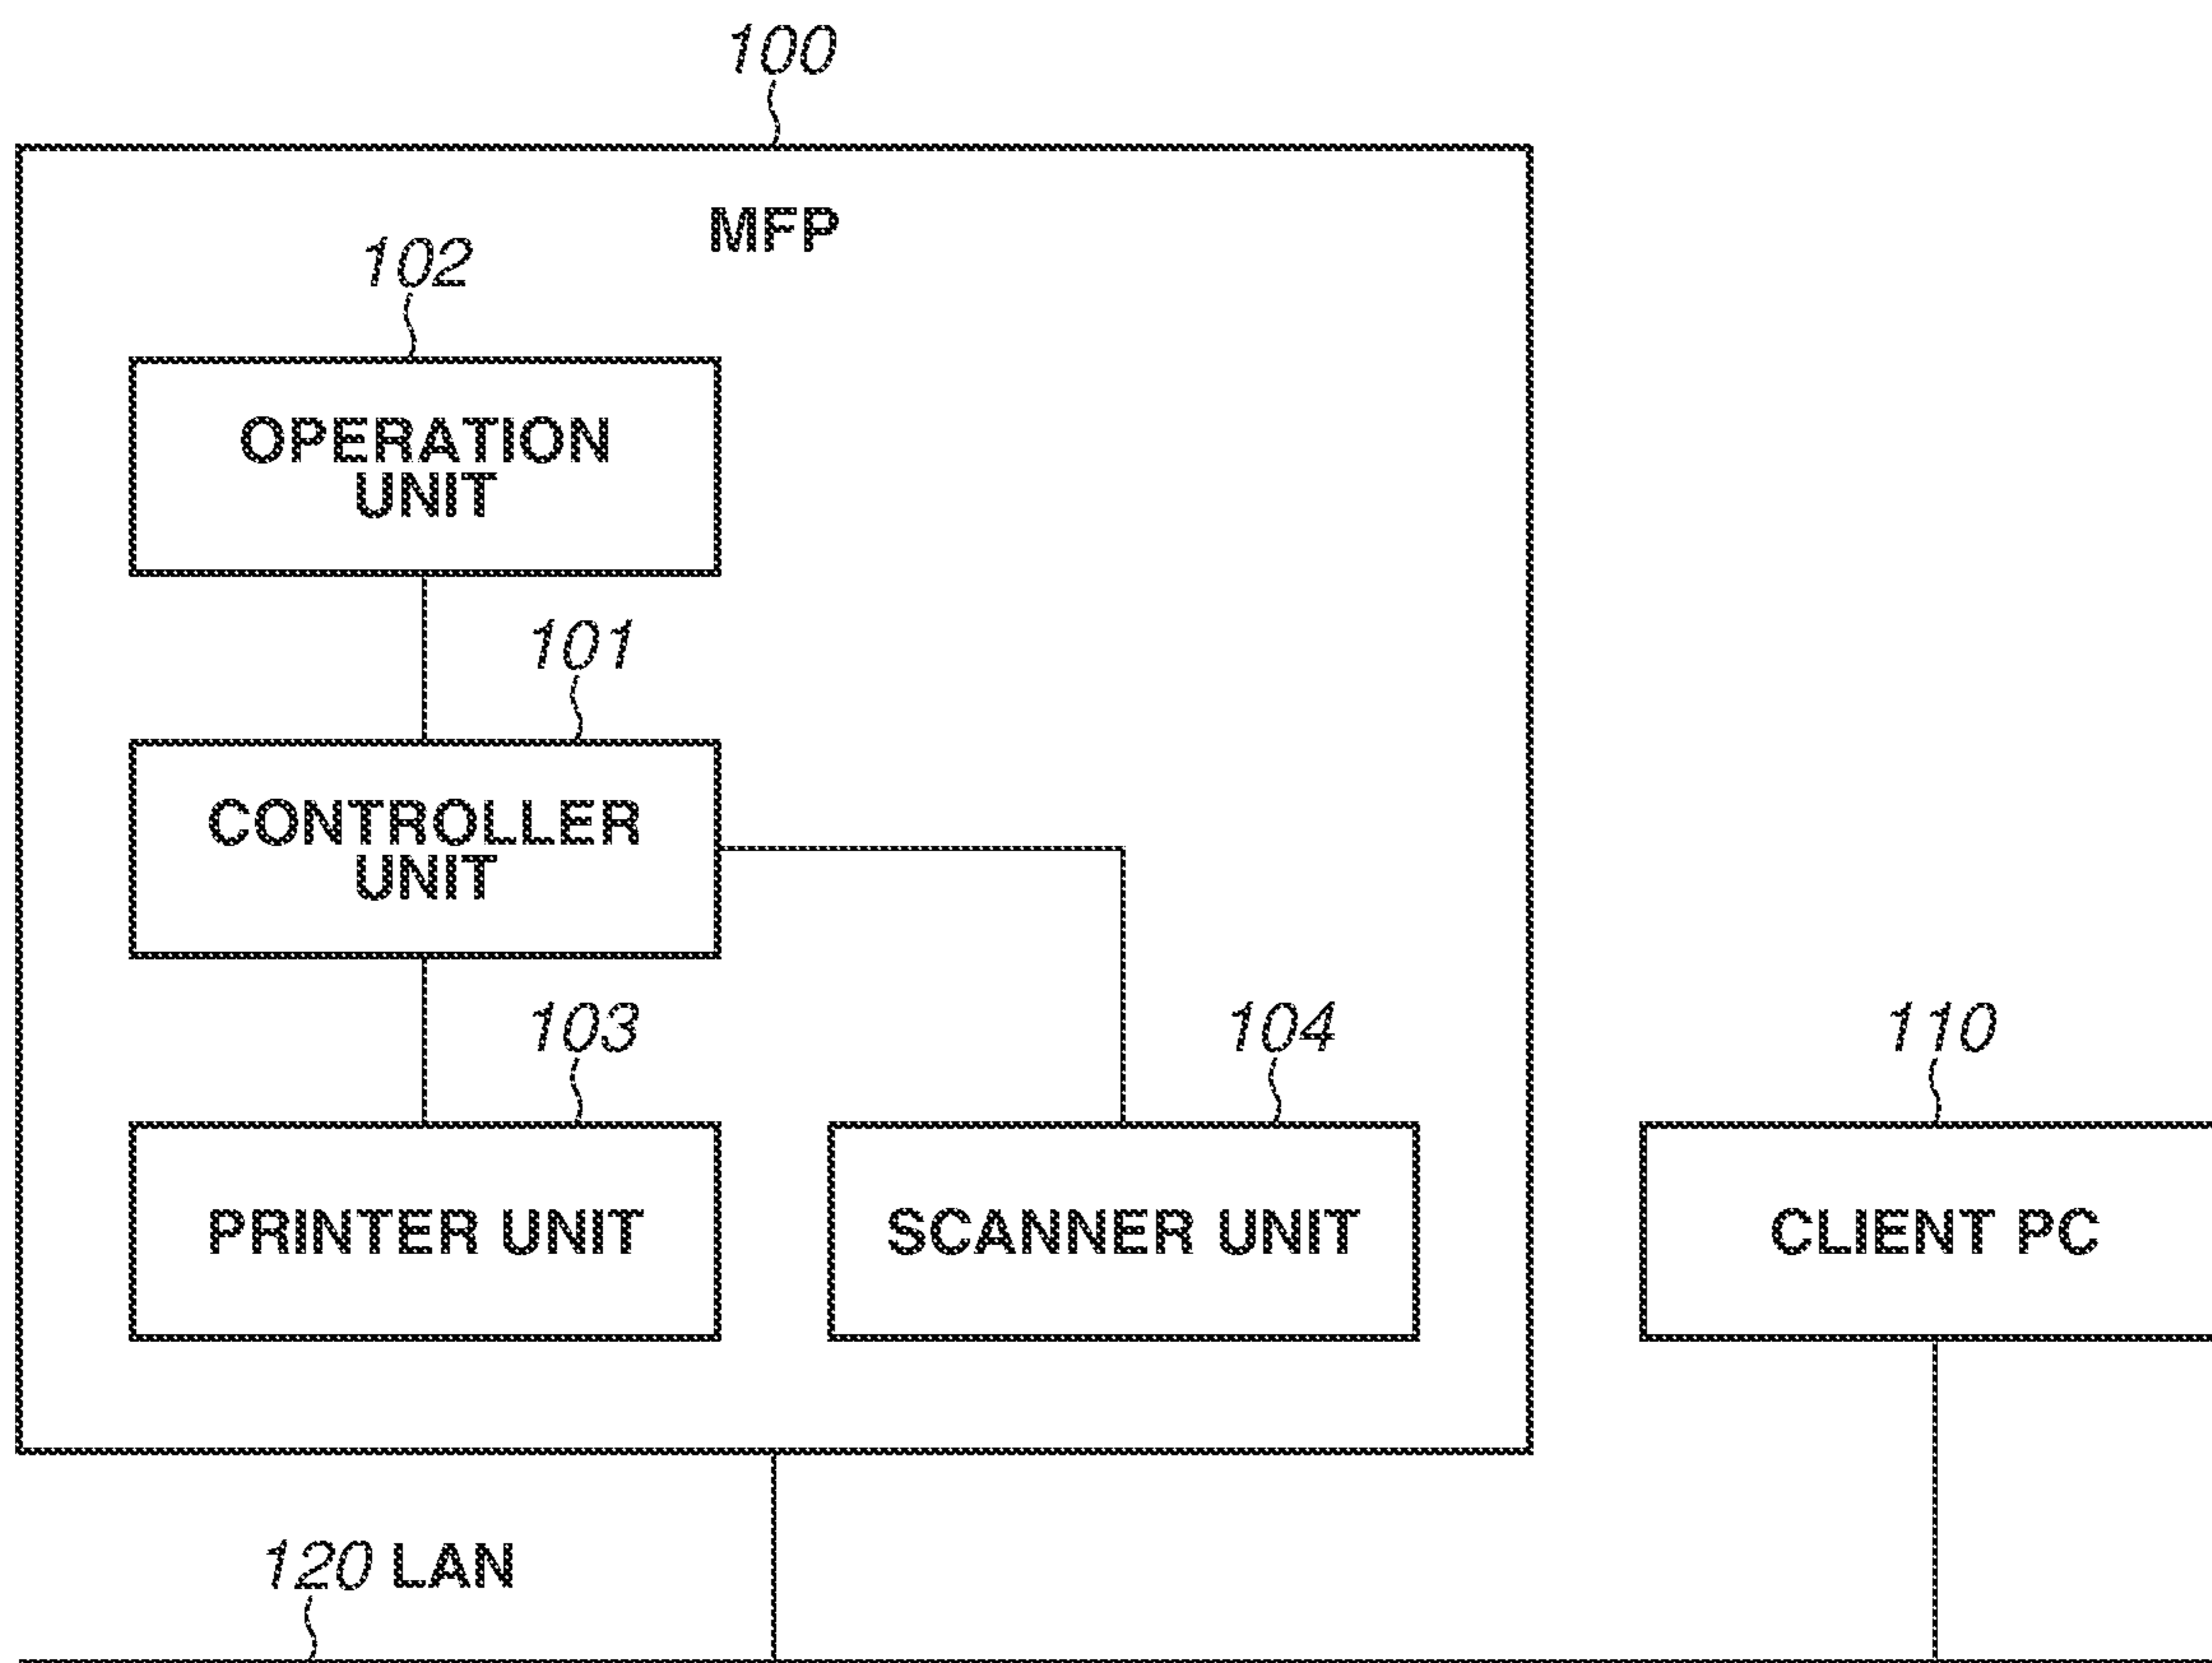 100
MFP
102
OPERATION
UNIT
101
CONTROLLER
UNIT
103
104
110
PRINTER UNIT
SCANNER UNIT
CLIENT PC
120 LAN